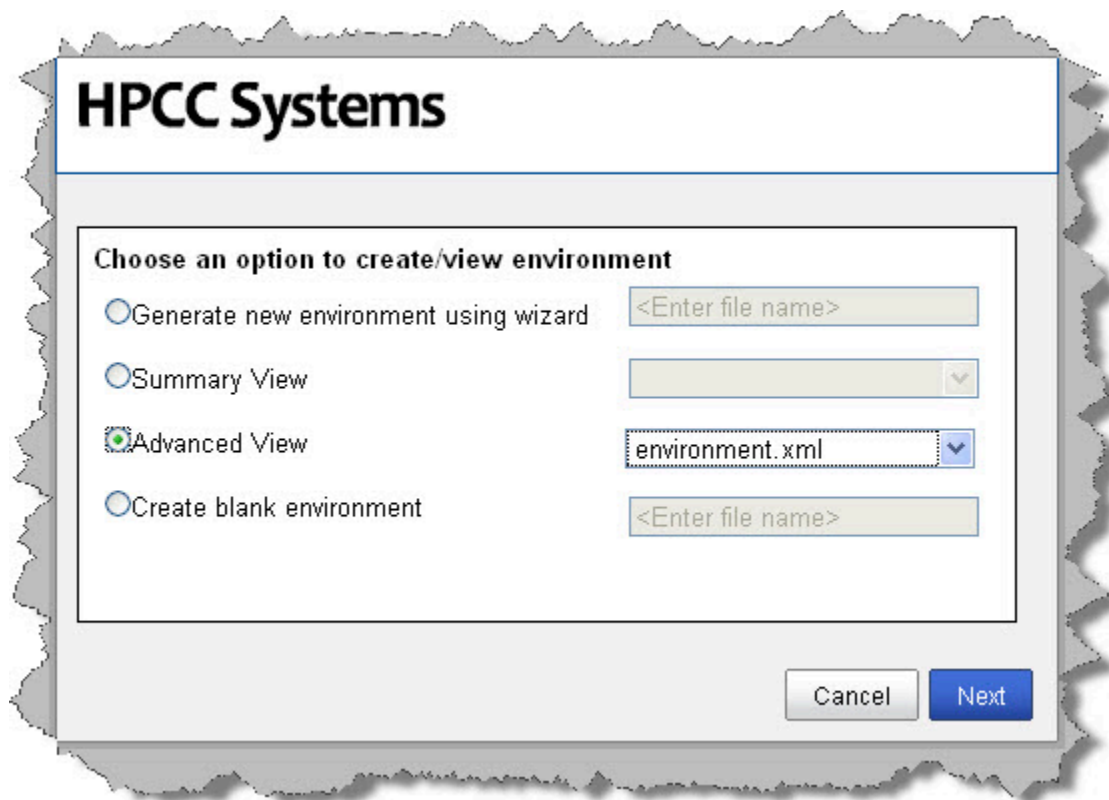 HPCC Systems
Choose an option to create/view environment
Generate new environment using wizard <Enter file name>
Summary View
Advanced View environment.xml
Create blank environment <Enter file name>
Cancel Next